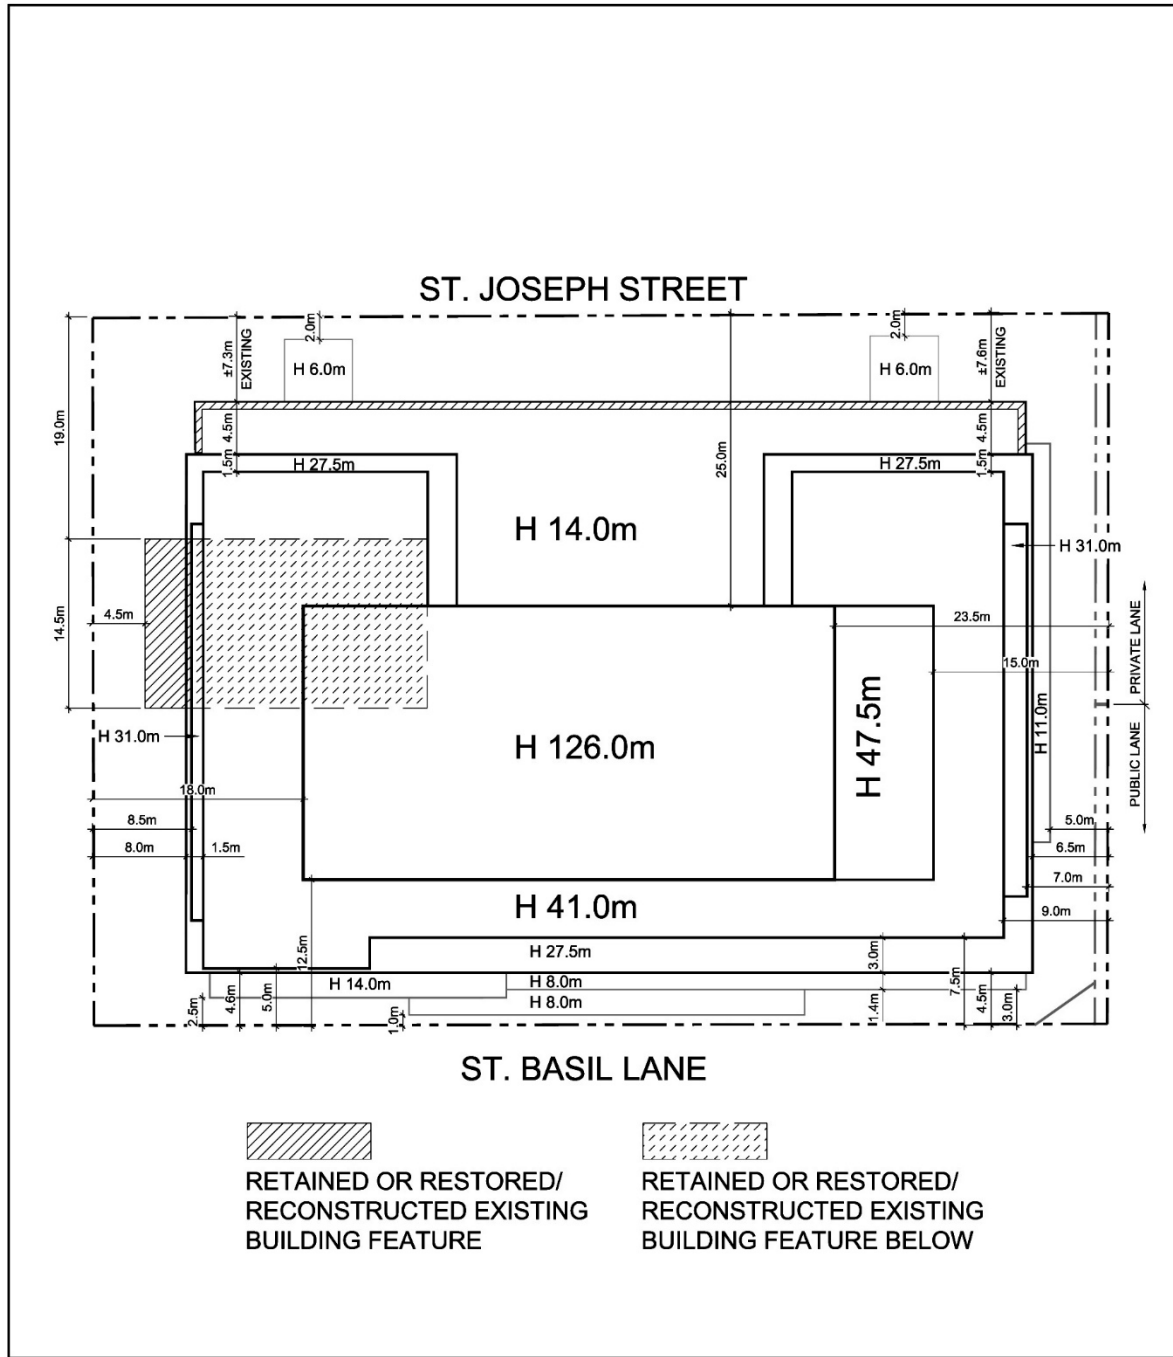 ST. JOSEPH STREET
±7.3m
EXISTING
2.0m
H 6.0m
2.0m
H 6.0m
±7.6m
EXISTING
19.0m
4.5m
1.5m
H 27.5m
25.0m
H 27.5m
4.5m
1.5m
H 14.0m
H 31.0m
14.5m
4.5m
23.5m
15.0m
PRIVATE LANE
H 31.0m
H 126.0m
H 47.5m
H 11.0m
PUBLIC LANE
18.0m
8.5m
8.0m
1.5m
5.0m
6.5m
7.0m
9.0m
H 41.0m
12.5m
H 27.5m
3.0m
7.5m
H 14.0m
H 8.0m
H 8.0m
2.5m
4.6m
5.0m
1.0m
1.4m
4.5m
3.0m
ST. BASIL LANE
RETAINED OR RESTORED/
RECONSTRUCTED EXISTING
BUILDING FEATURE
RETAINED OR RESTORED/
RECONSTRUCTED EXISTING
BUILDING FEATURE BELOW